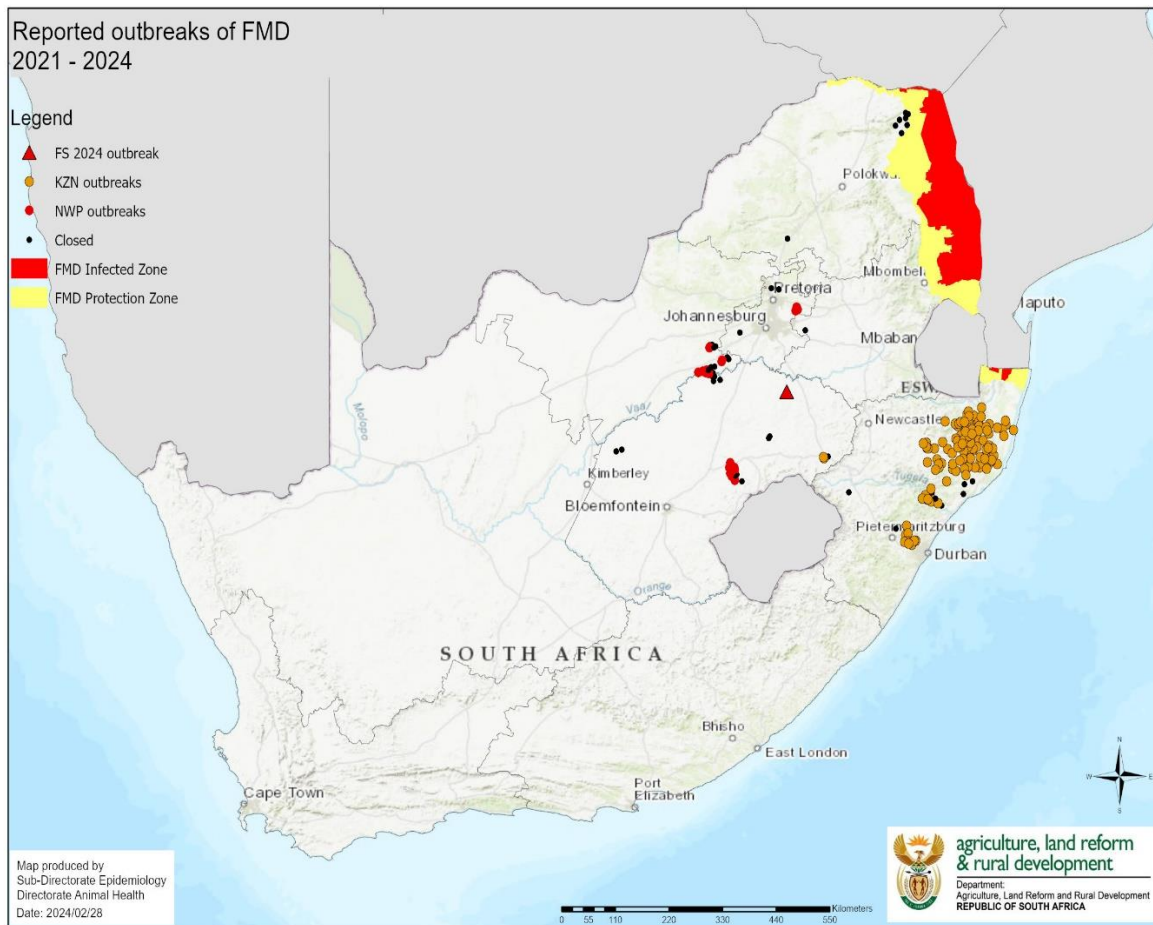 Reported outbreaks of FMD
2021 - 2024
Legend
FS 2024 outbreak
KZN outbreaks
NWP outbreaks
Closed
FMD Infected Zone
FMD Protection Zone
Polokwa
Mbombel
Pretoria
Johannesburg
Maputo
Mbaban
ESW
Vaal
Molopo
Newcastle
Kimberley
Tugela
Bloemfontein
Pietermaritzburg
Durban
Orange
SOUTH AFRICA
Bhisho
East London
Port
Elizabeth
Cape Town
N
W E
S
Map produced by
Sub-Directorate Epidemiology
Directorate Animal Health
Date: 2024/02/28
Kilometers
0 55 110 220 330 440 550
agriculture, land reform
& rural development
Department:
Agriculture, Land Reform and Rural Development
REPUBLIC OF SOUTH AFRICA